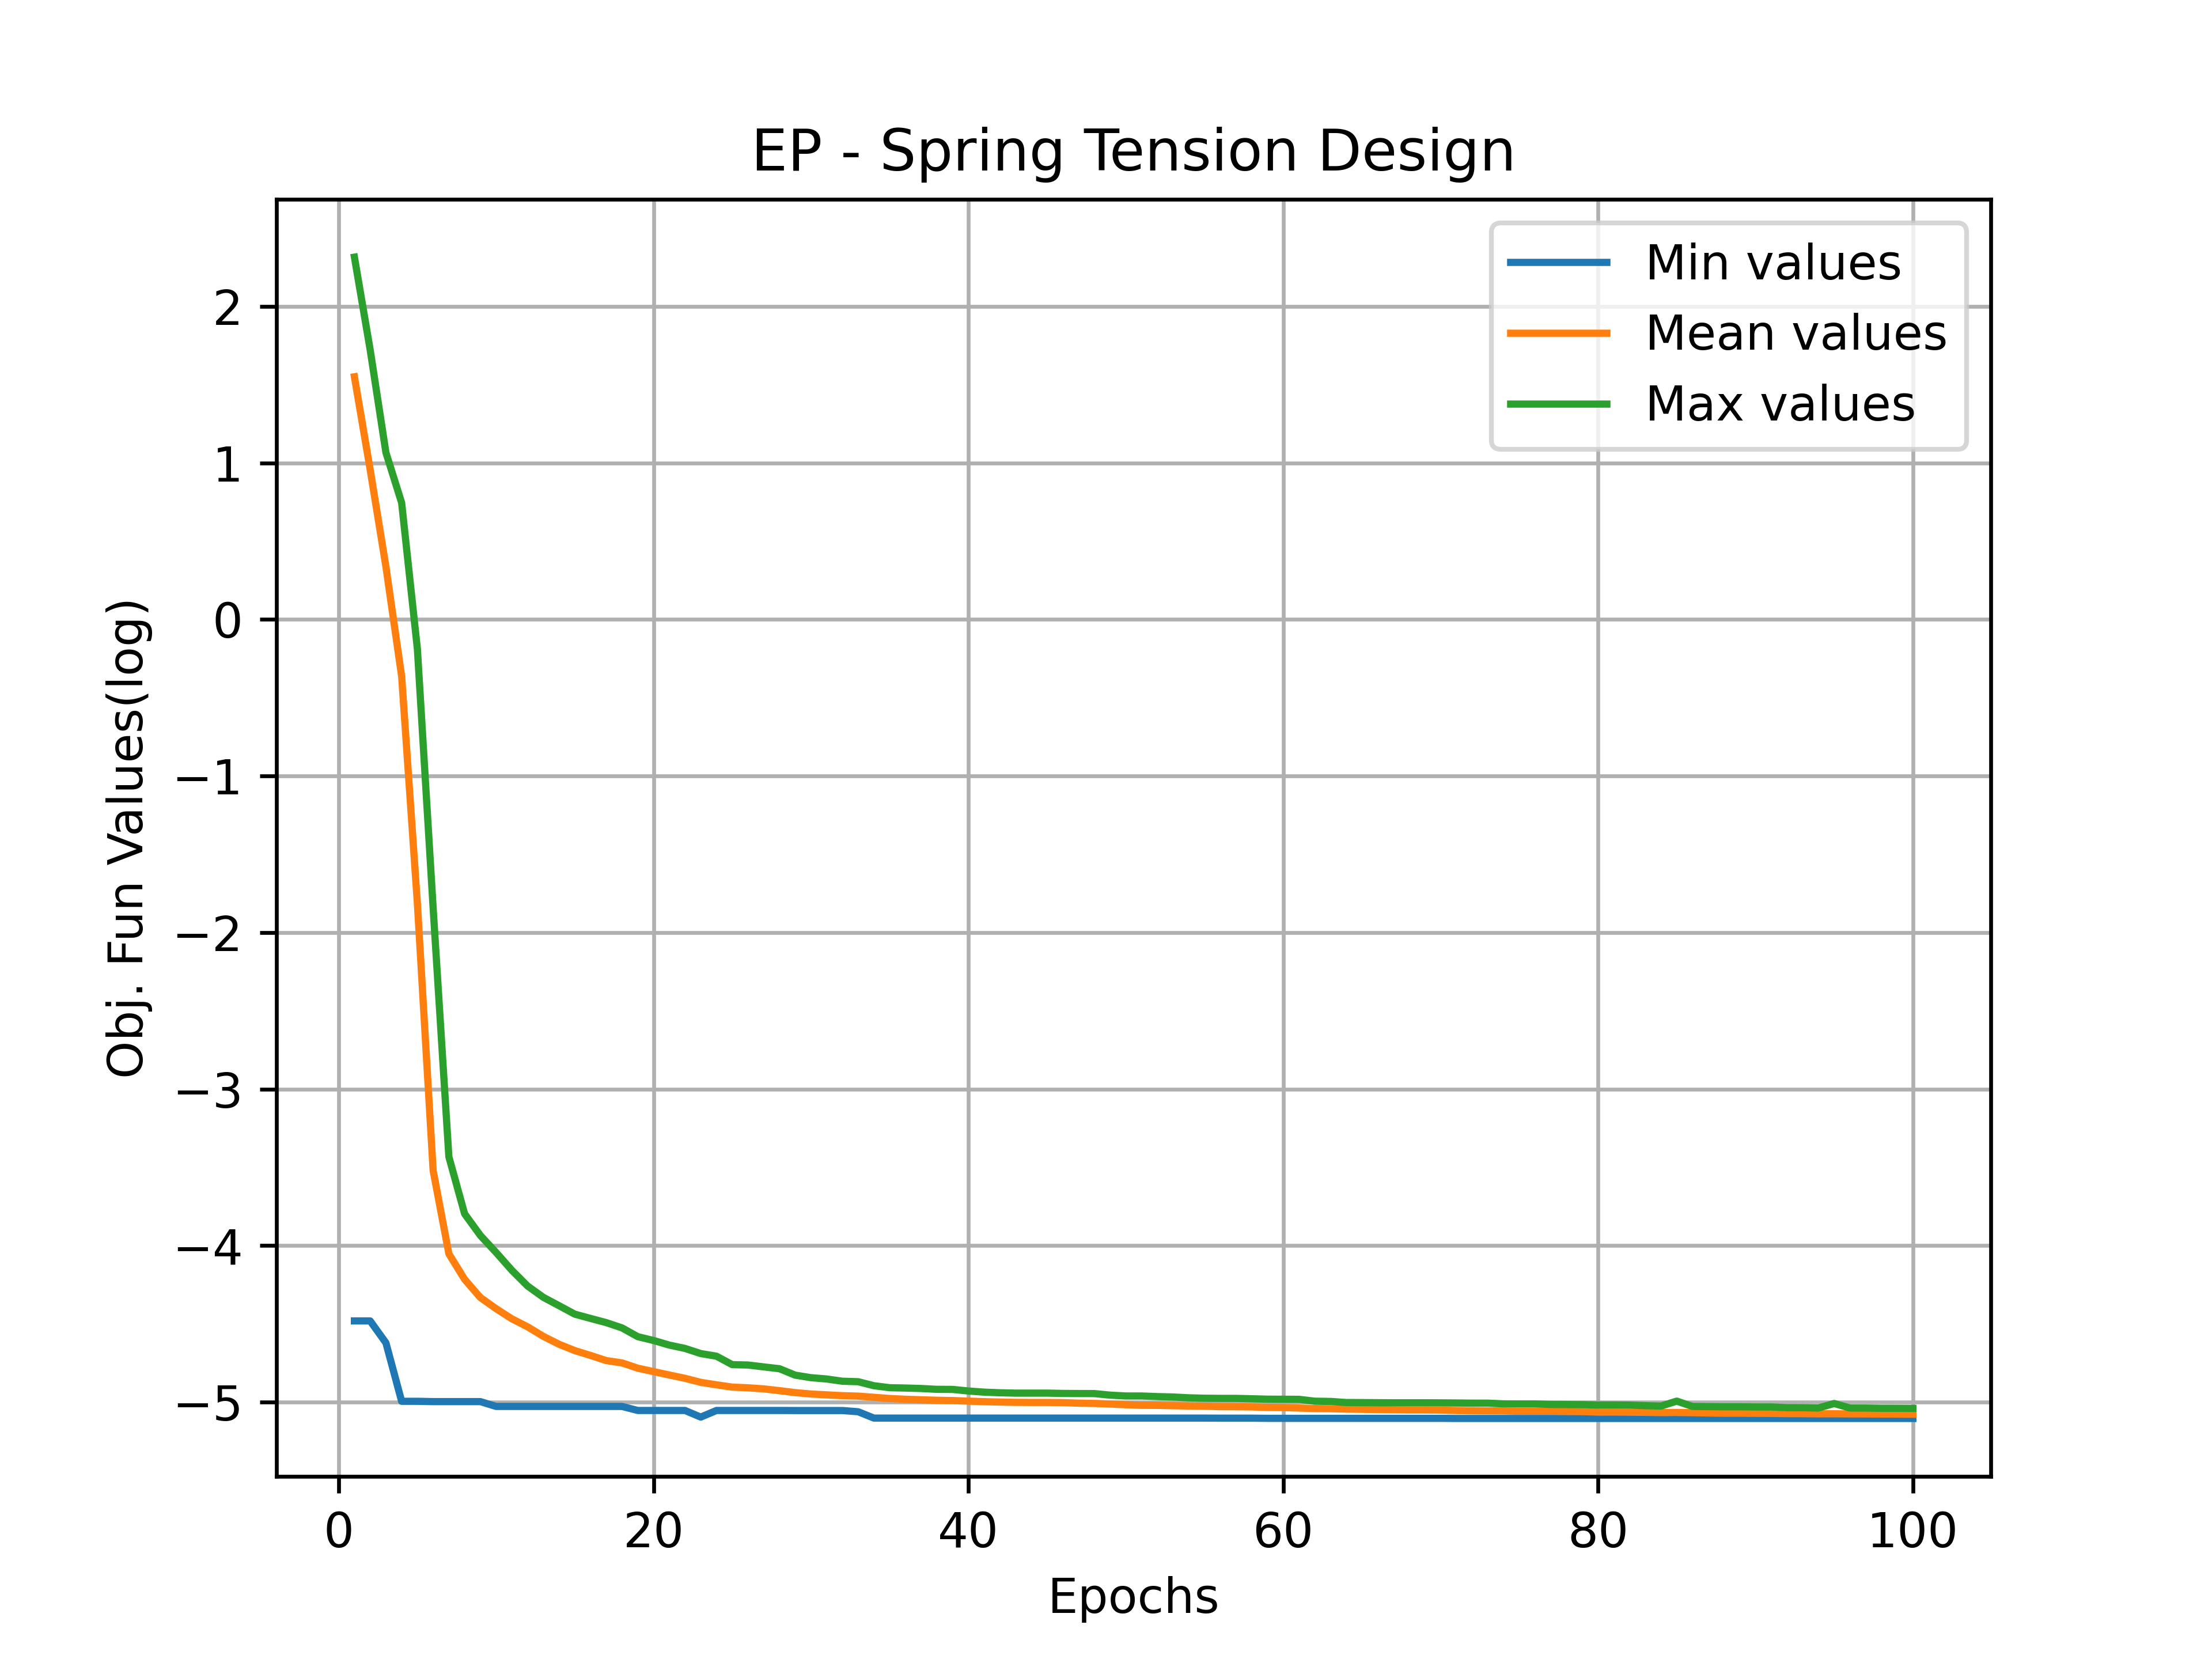 EP - Spring Tension Design
Min values
Mean values
Max values
2
1
0
−1
−2
−3
−4
−5
Obj. Fun Values(log)
0 20 40 60 80 100
Epochs